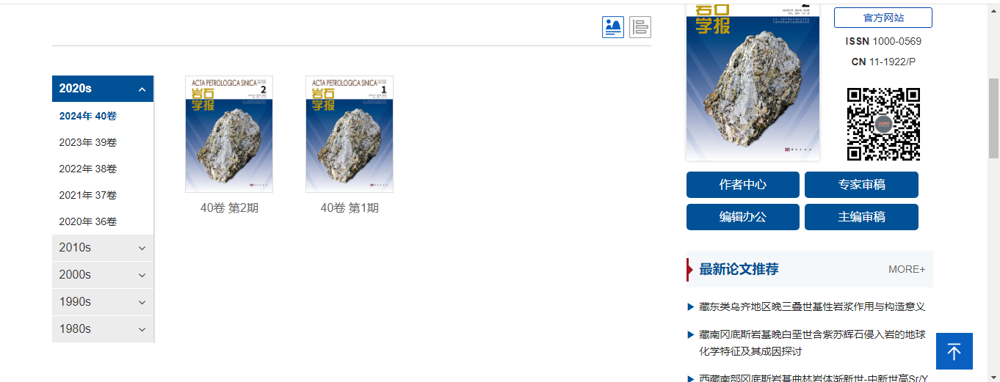 2020s
2024年 40卷
2023年 39卷
2022年 38卷
2021年 37卷
2020年 36卷
2010s
2000s
1990s
1980s
ACTA PETROLOGICA SINICA
2
岩石
学报
40卷 第2期
ACTA PETROLOGICA SINICA
1
岩石
学报
40卷 第1期
岩石
学报
官方网站
ISSN 1000-0569
CN 11-1922/P
作者中心
专家审稿
编辑办公
主编审稿
最新论文推荐
MORE+
藏东类乌齐地区晚三叠世基性岩浆作用与构造意义
藏南冈底斯岩基晚白垩世含紫苏辉石侵入岩的地球
化学特征及其成因探讨
西藏南部冈底斯岩基曲林岩体渐新世-中新世高Sr/Y